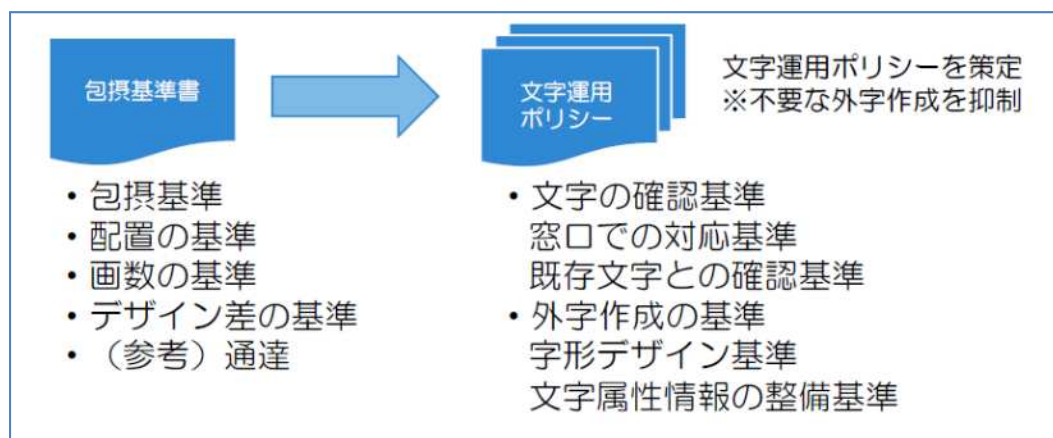 包摂基準書
文字運用
ポリシー
文字運用ポリシーを策定
※不要な外字作成を抑制
・包摂基準
・配置の基準
・画数の基準
・デザイン差の基準
・（参考）通達
・文字の確認基準
窓口での対応基準
既存文字との確認基準
・外字作成の基準
字形デザイン基準
文字属性情報の整備基準